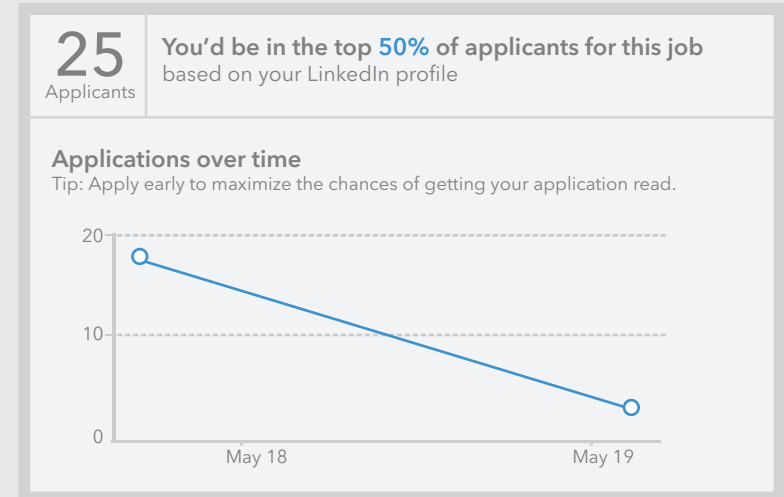 25
Applicants
You’d be in the top 50% of applicants for this job
based on your LinkedIn profile
Applications over time
Tip: Apply early to maximize the chances of getting your application read.
20
10
0
May 18
May 19